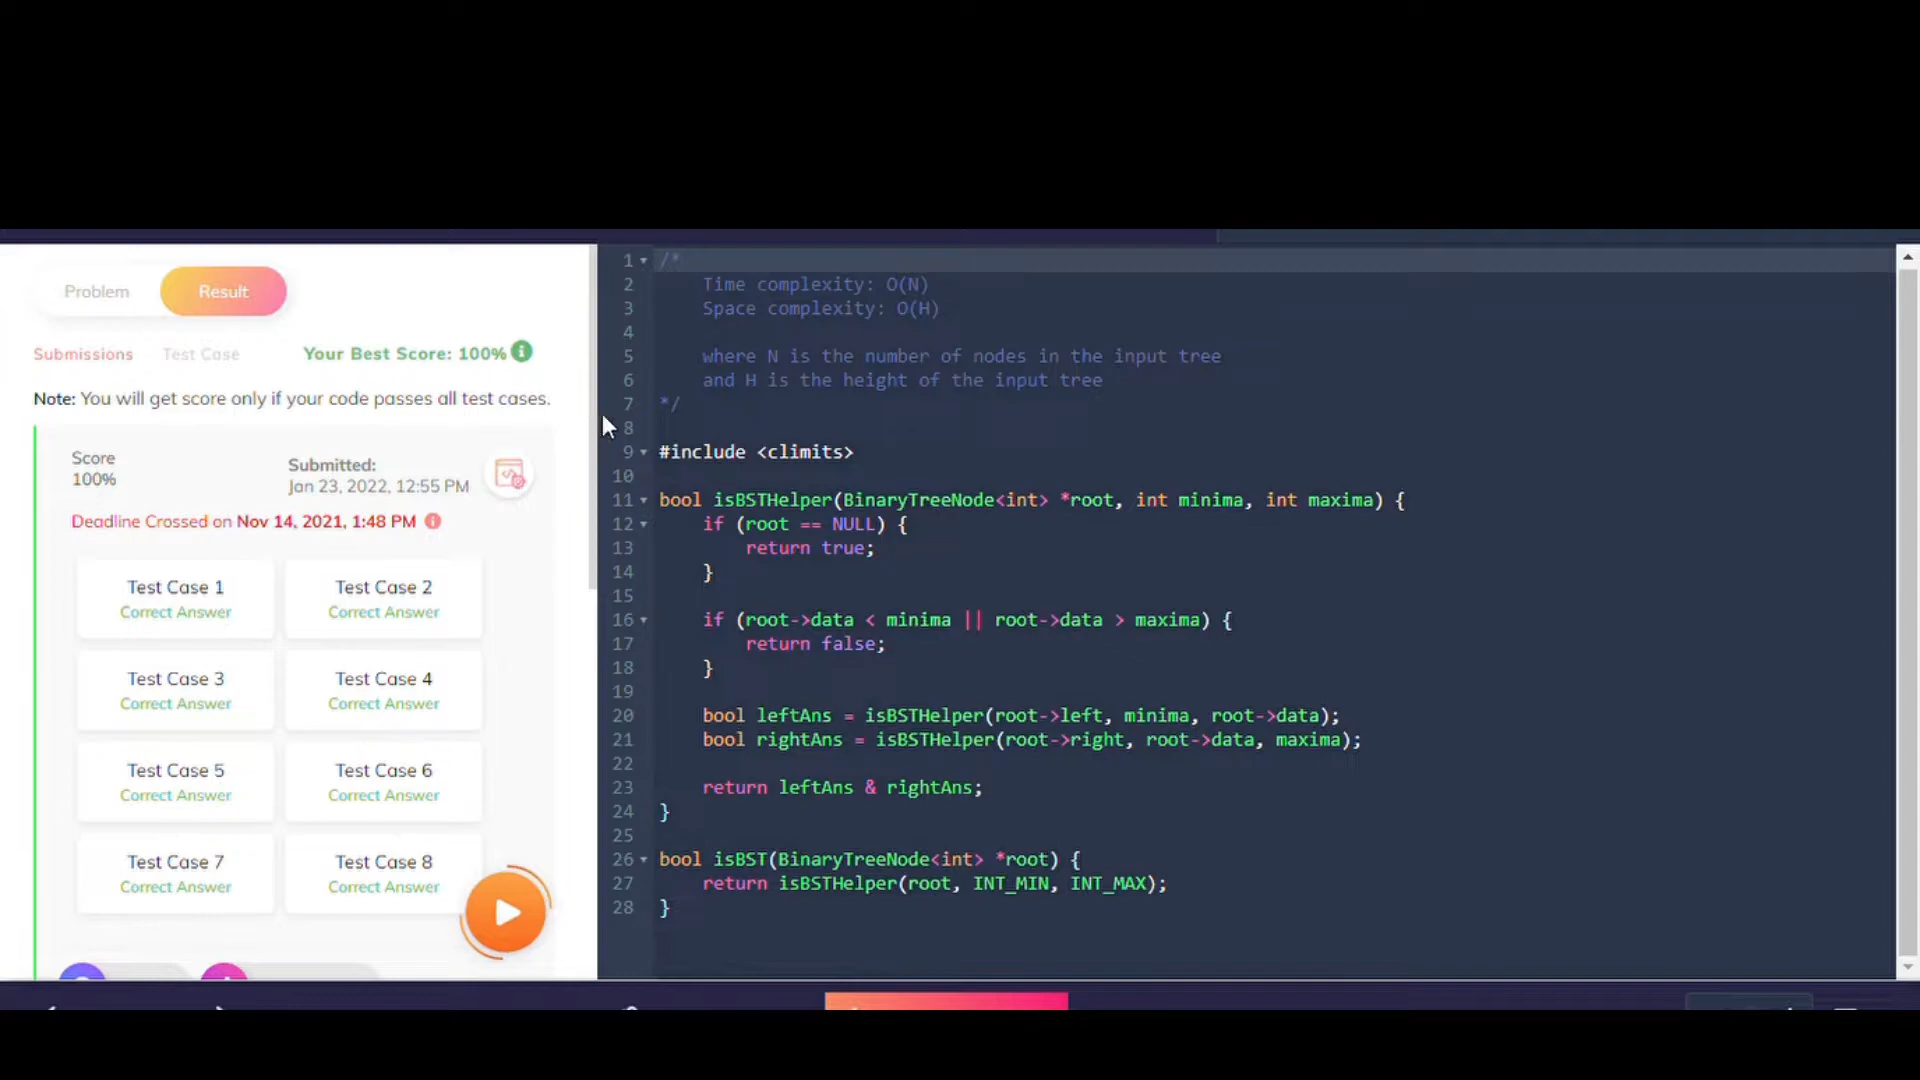 Problem
Result
Submissions
Test Case
Your Best Score: 100%
Note: You will get score only if your code passes all test cases.
Score
100%
Submitted:
Jan 23, 2022, 12:55 PM
Deadline Crossed on Nov 14, 2021, 1:48 PM
Test Case 1
Correct Answer
Test Case 2
Correct Answer
Test Case 3
Correct Answer
Test Case 4
Correct Answer
Test Case 5
Correct Answer
Test Case 6
Correct Answer
Test Case 7
Correct Answer
Test Case 8
Correct Answer
1 /*
2 Time complexity: O(N)
3 Space complexity: O(H)
4
5 where N is the number of nodes in the input tree
6 and H is the height of the input tree
7 */
8
9 #include <climits>
10
11 bool isBSTHelper(BinaryTreeNode<int> *root, int minima, int maxima) {
12 if (root == NULL) {
13 return true;
14 }
15
16 if (root->data < minima || root->data > maxima) {
17 return false;
18 }
19
20 bool leftAns = isBSTHelper(root->left, minima, root->data);
21 bool rightAns = isBSTHelper(root->right, root->data, maxima);
22
23 return leftAns & rightAns;
24 }
25
26 bool isBST(BinaryTreeNode<int> *root) {
27 return isBSTHelper(root, INT_MIN, INT_MAX);
28 }